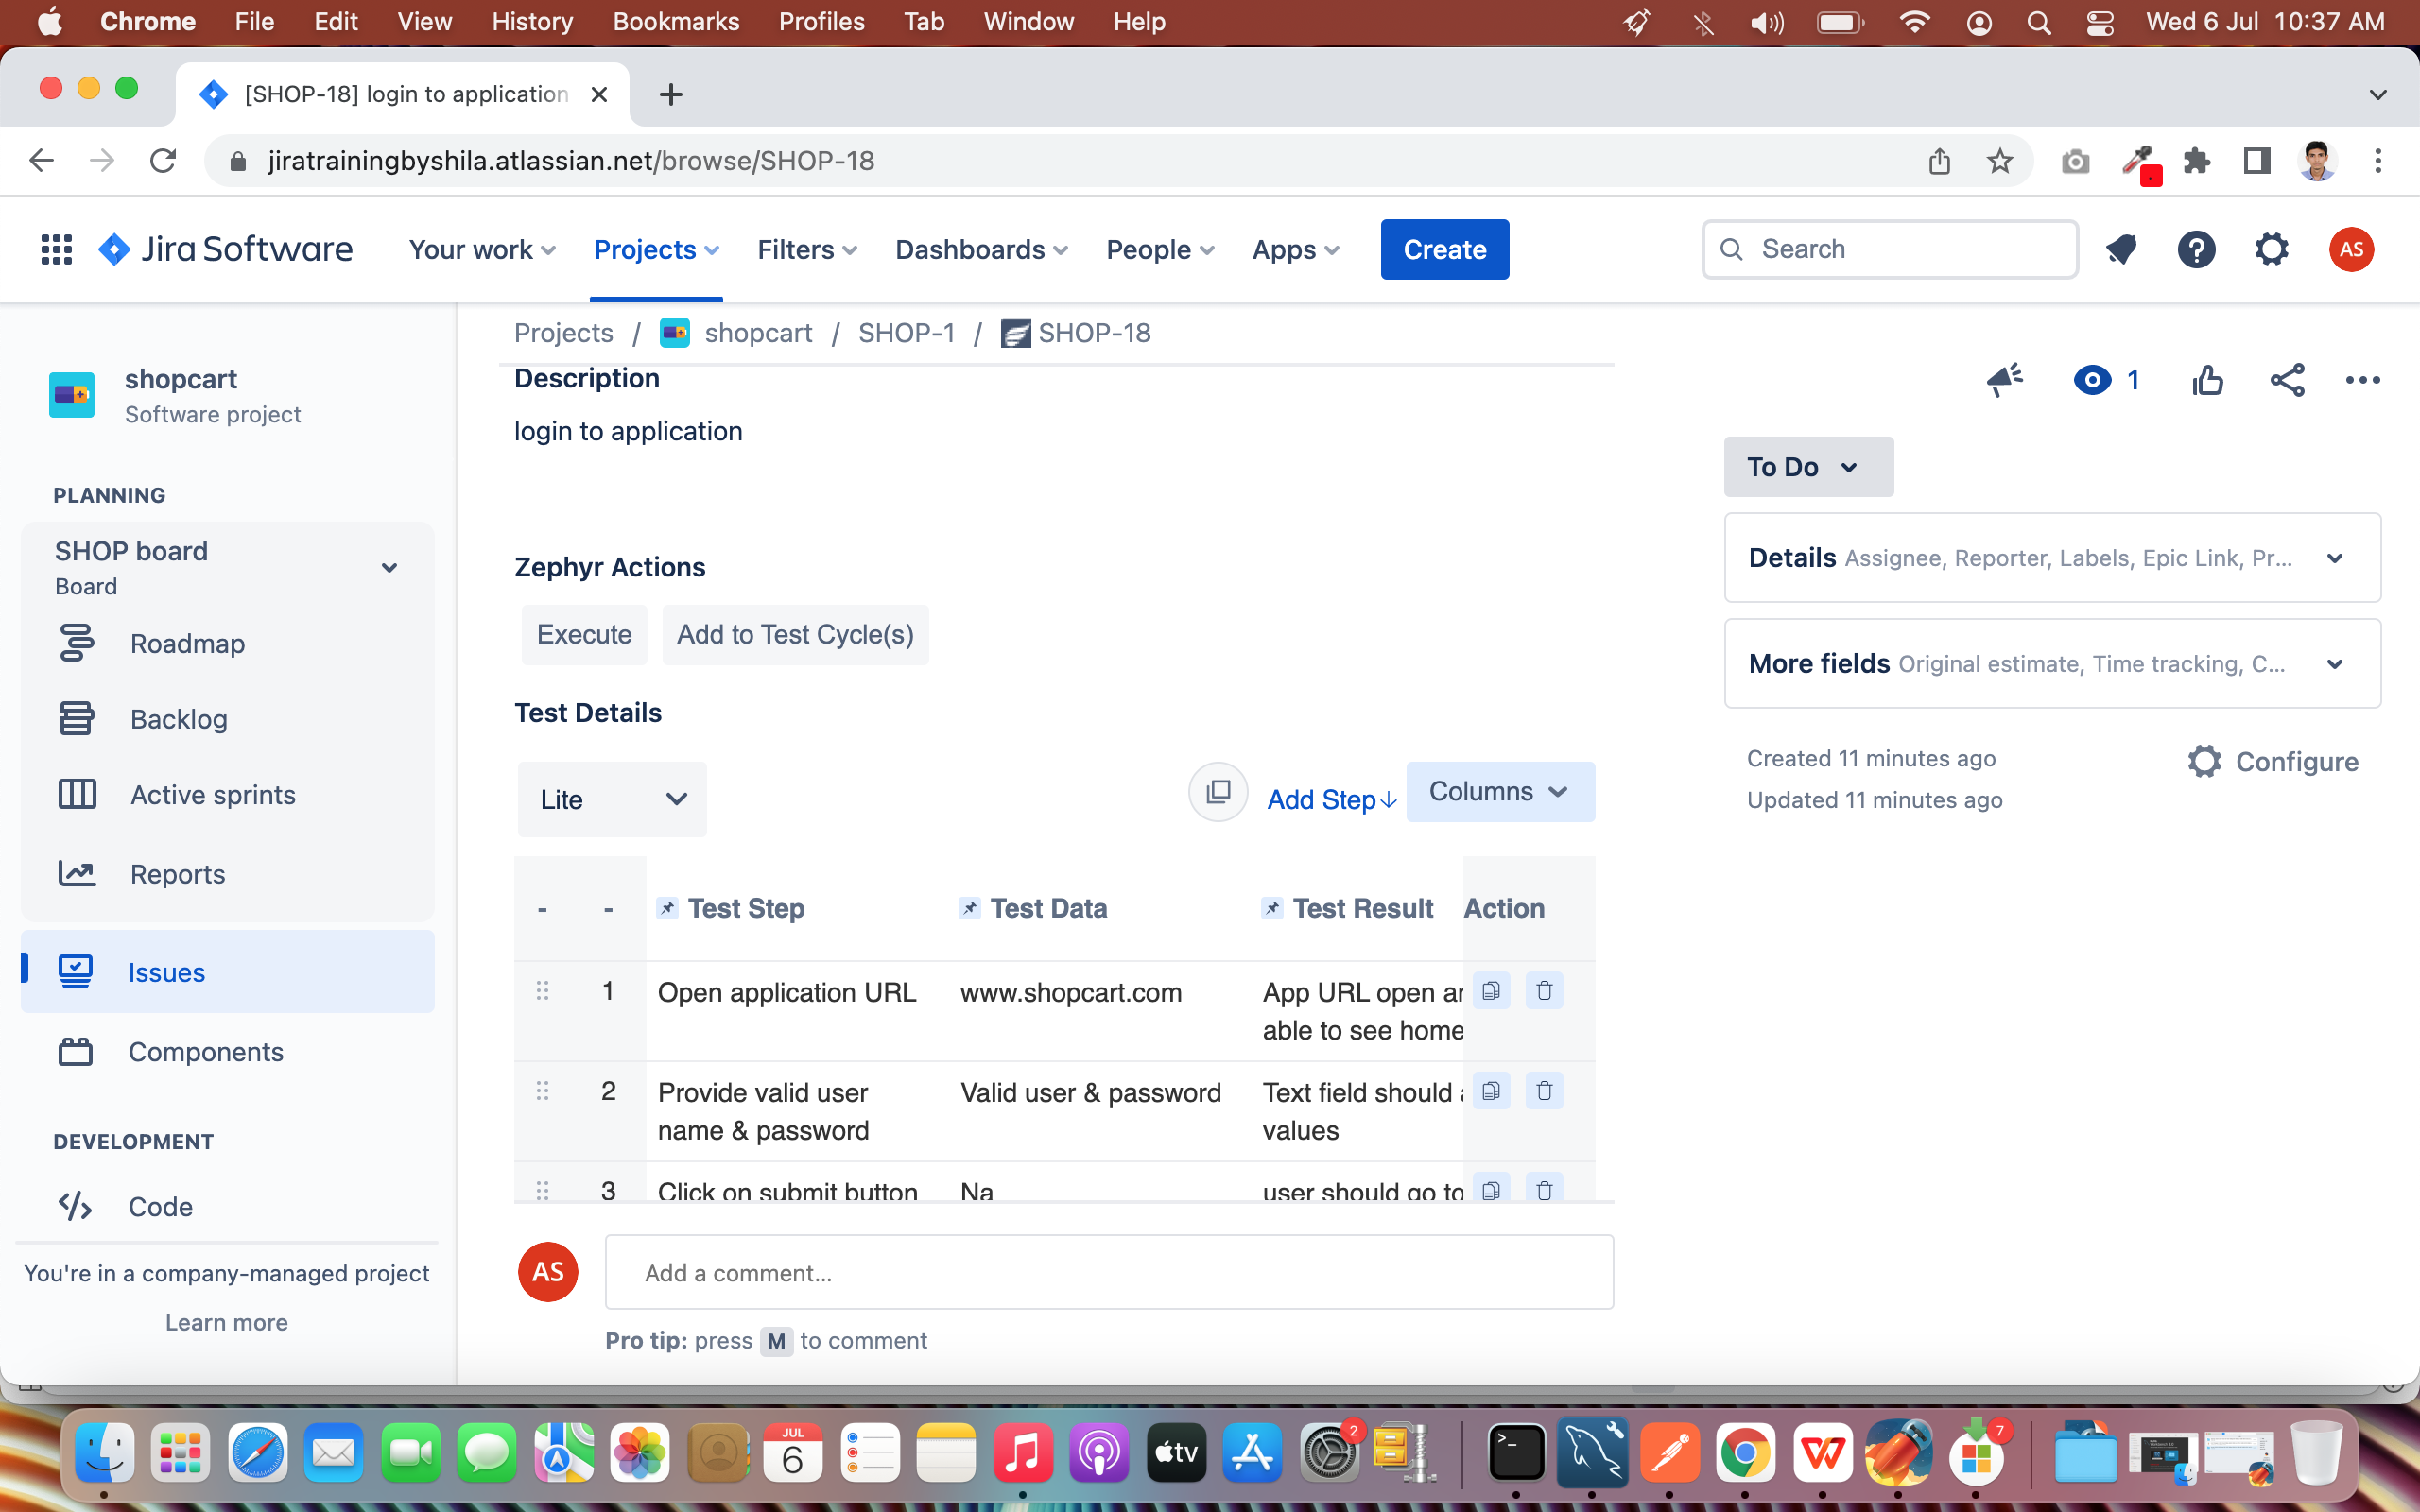 Chrome File Edit View History Bookmarks Profiles Tab Window Help Wed 6 Jul 10:37 AM
[SHOP-18] login to application
jiratrainingbyshila.atlassian.net/browse/SHOP-18
Jira Software Your work Projects Filters Dashboards People Apps Create Search AS
Projects / shopcart / SHOP-1 / SHOP-18
shopcart
Software project
PLANNING
SHOP board
Board
Roadmap
Backlog
Active sprints
Reports
Issues
Components
DEVELOPMENT
Code
You're in a company-managed project
Learn more
Description
login to application
Zephyr Actions
Execute Add to Test Cycle(s)
Test Details
Lite Add Step Columns
- - Test Step Test Data Test Result Action
1 Open application URL www.shopcart.com App URL open
able to see home
2 Provide valid user Valid user & password Text field should
name & password values
3 Click on submit button Na user should go to
AS Add a comment...
Pro tip: press M to comment
1
To Do
Details Assignee, Reporter, Labels, Epic Link, Pr...
More fields Original estimate, Time tracking, C...
Created 11 minutes ago Configure
Updated 11 minutes ago
JUL
6
tv
2
>_
7